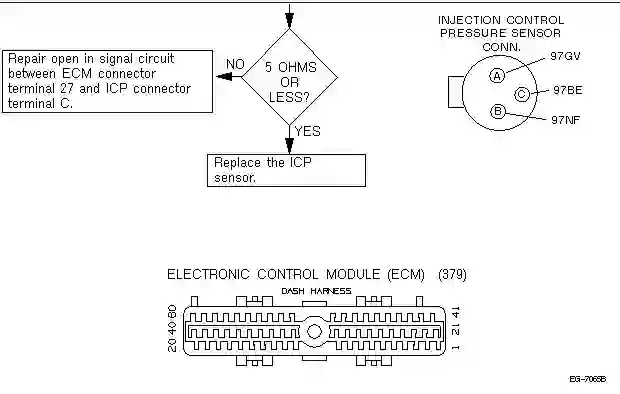 Repair open in signal circuit
between ECM connector
terminal 27 and ICP connector
terminal C.
NO
5 OHMS
OR
LESS?
YES
Replace the ICP
sensor.
INJECTION CONTROL
PRESSURE SENSOR
CONN.
97GV
A
97BE
C
B
97NF
ELECTRONIC CONTROL MODULE (ECM) (379)
DASH HARNESS
20 40 60
1 21 41
EG-7065B